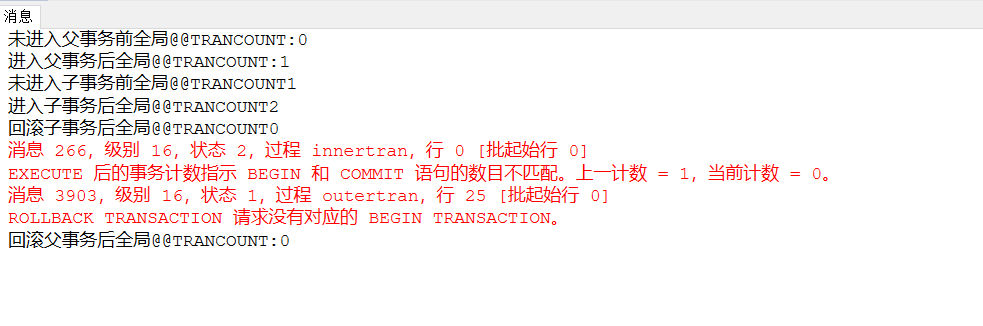 消息
未进入父事务前全局@@TRANCOUNT:0
进入父事务后全局@@TRANCOUNT:1
未进入子事务前全局@@TRANCOUNT1
进入子事务后全局@@TRANCOUNT2
回滚子事务后全局@@TRANCOUNT0
消息 266，级别 16，状态 2，过程 innertran，行 0 [批起始行 0]
EXECUTE 后的事务计数指示 BEGIN 和 COMMIT 语句的数目不匹配。上一计数 = 1，当前计数 = 0。
消息 3903，级别 16，状态 1，过程 outertran，行 25 [批起始行 0]
ROLLBACK TRANSACTION 请求没有对应的 BEGIN TRANSACTION。
回滚父事务后全局@@TRANCOUNT:0